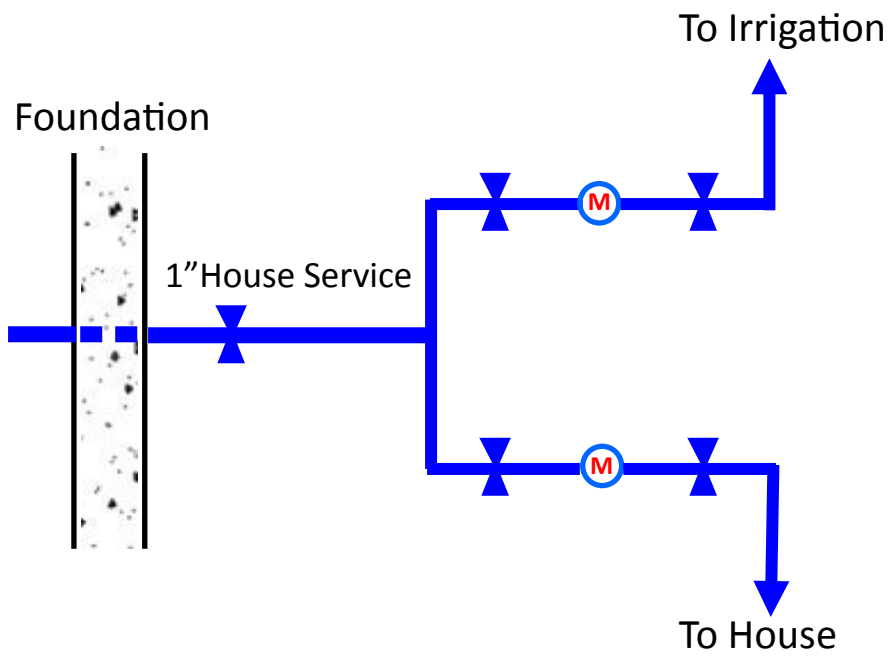 To Irrigation
Foundation
M
1”House Service
M
To House